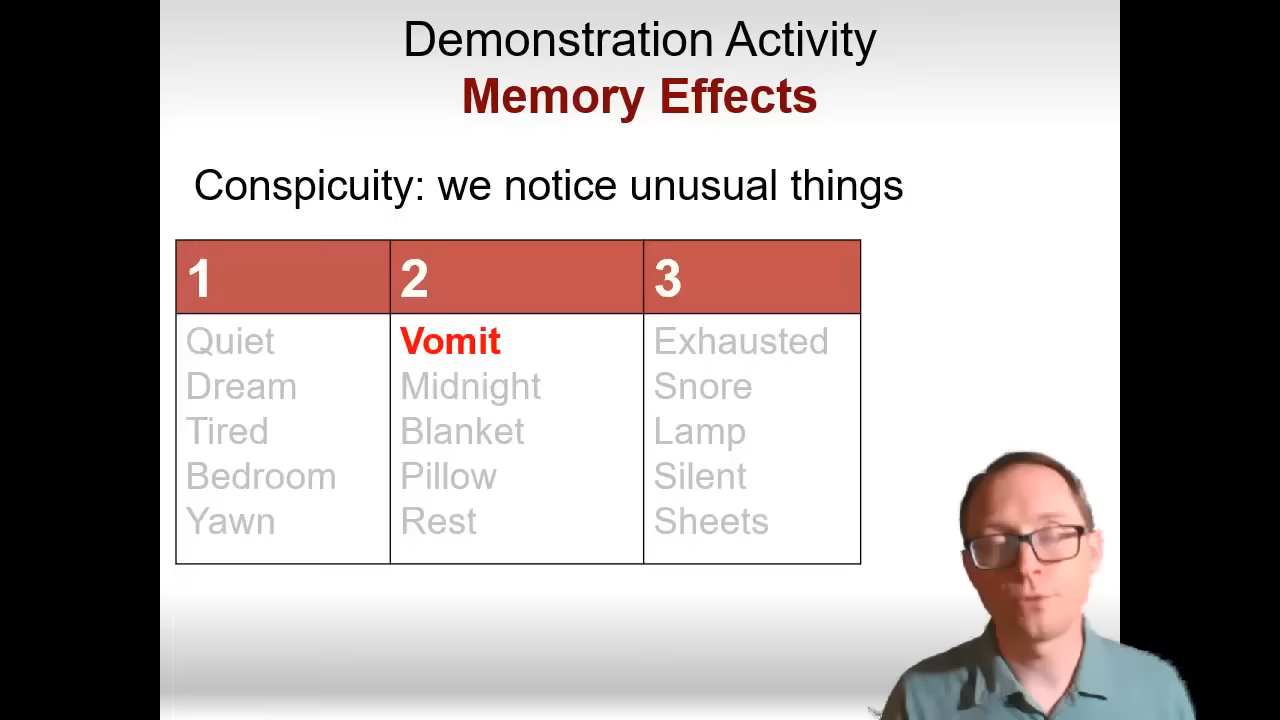 Demonstration Activity
Memory Effects
Conspicuity: we notice unusual things
1 2 3
Quiet Vomit Exhausted
Dream Midnight Snore
Tired Blanket Lamp
Bedroom Pillow Silent
Yawn Rest Sheets